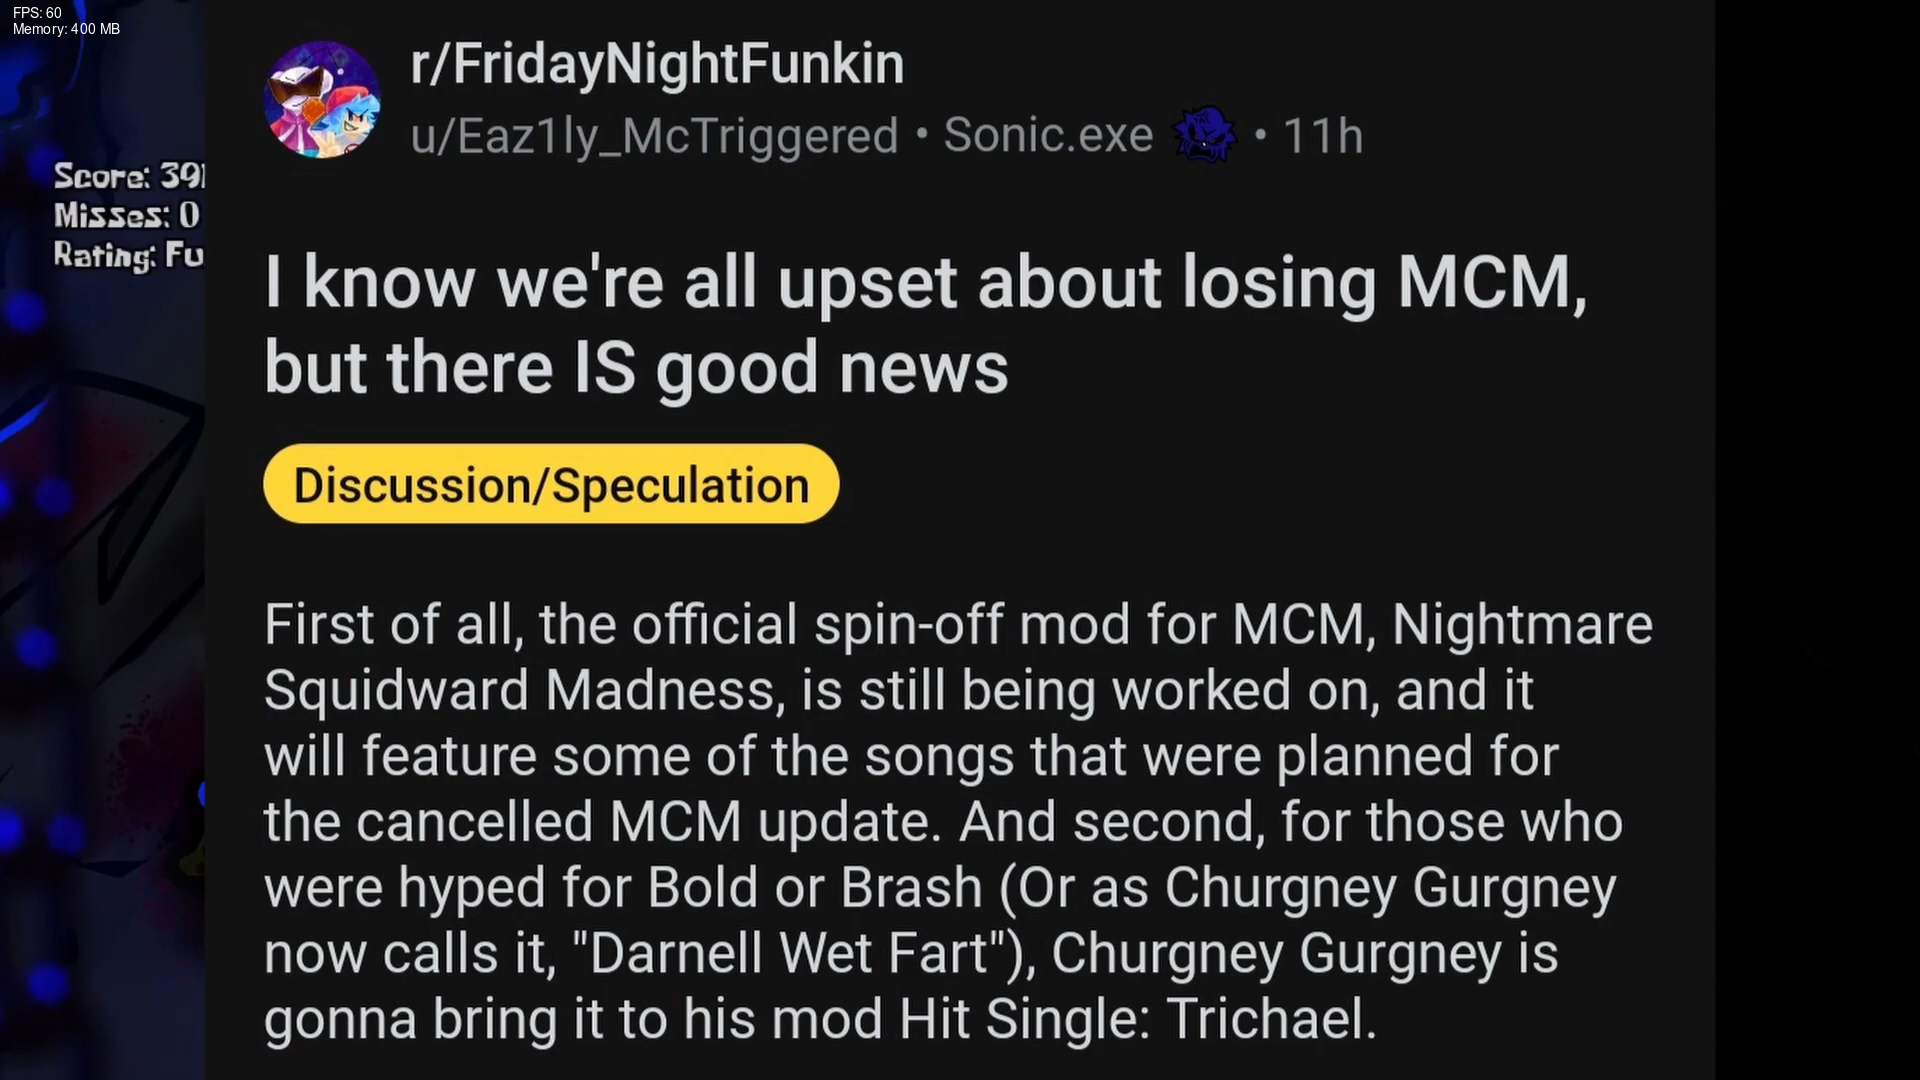 FPS: 60
Memory: 400 MB
r/FridayNightFunkin
u/Eaz1ly_McTriggered • Sonic.exe • 11h
Score: 391
Misses: 0
Rating: Fu
I know we're all upset about losing MCM,
but there IS good news
Discussion/Speculation
First of all, the official spin-off mod for MCM, Nightmare
Squidward Madness, is still being worked on, and it
will feature some of the songs that were planned for
the cancelled MCM update. And second, for those who
were hyped for Bold or Brash (Or as Churgney Gurgney
now calls it, "Darnell Wet Fart"), Churgney Gurgney is
gonna bring it to his mod Hit Single: Trichael.